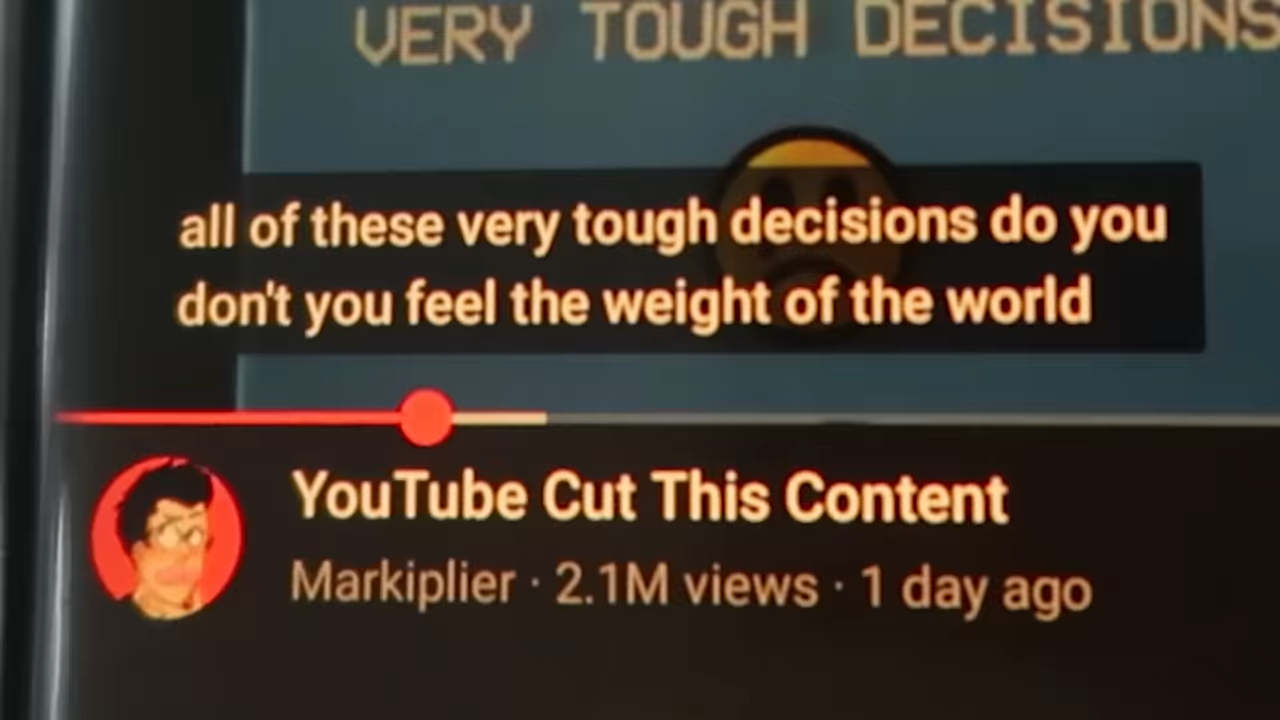 VERY TOUGH DECISIONS
all of these very tough decisions do you
don't you feel the weight of the world
YouTube Cut This Content
Markiplier · 2.1M views · 1 day ago